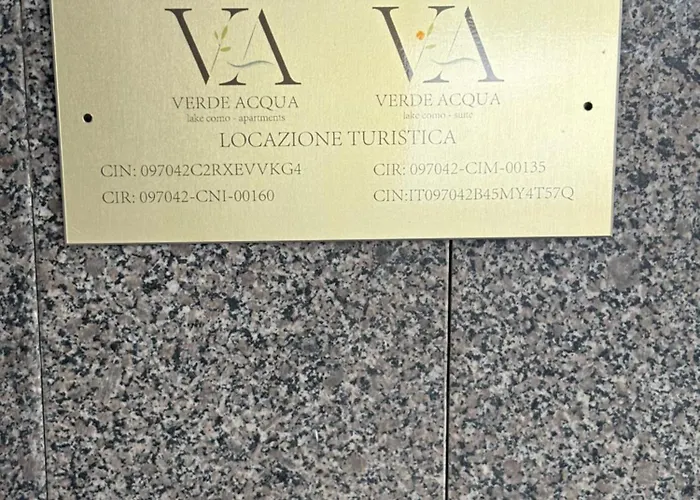 VA VA
VERDE ACQUA VERDE ACQUA
lake como - apartments lake como - suite
LOCAZIONE TURISTICA
CIN: 097042C2RXEVVKG4 CIR: 097042-CIM-00135
CIR: 097042-CNI-00160 CIN:IT097042B45MY4T57Q